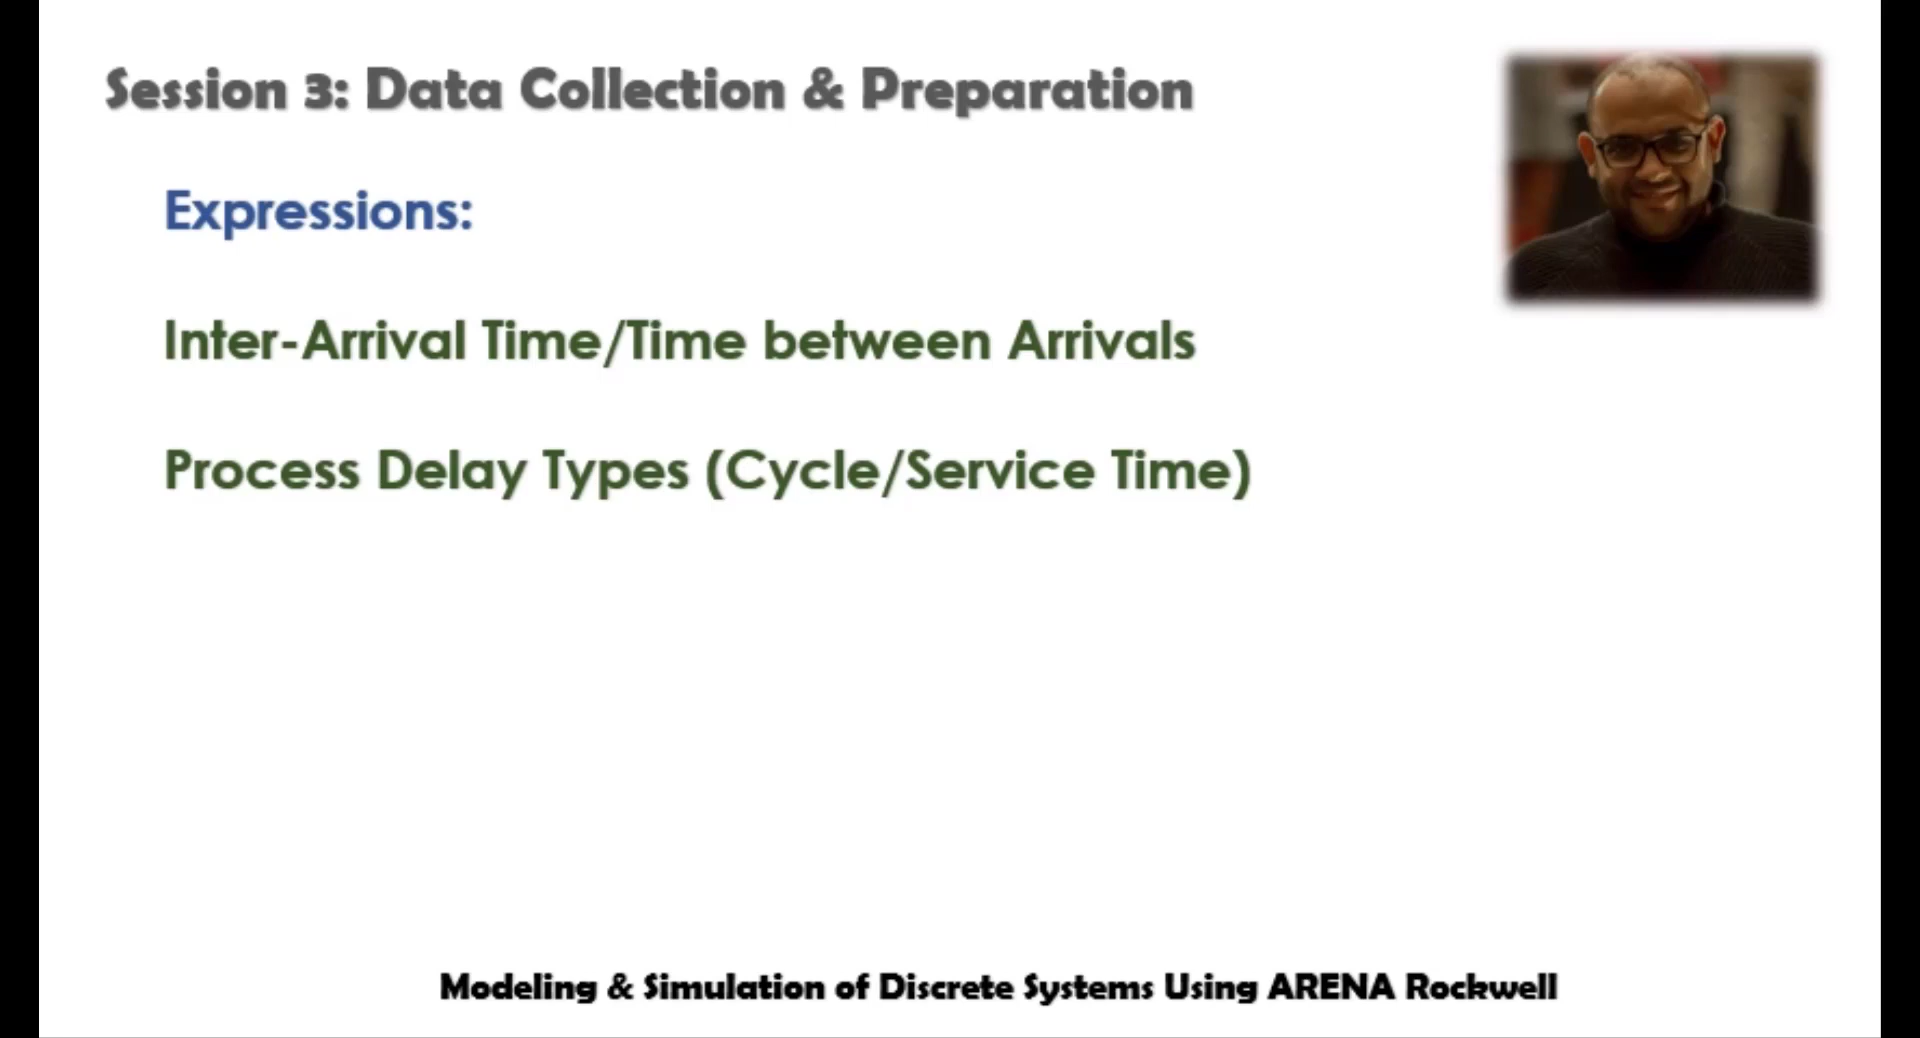 Session 3: Data Collection & Preparation
Expressions:
Inter-Arrival Time/Time between Arrivals
Process Delay Types (Cycle/Service Time)
Modeling & Simulation of Discrete Systems Using ARENA Rockwell